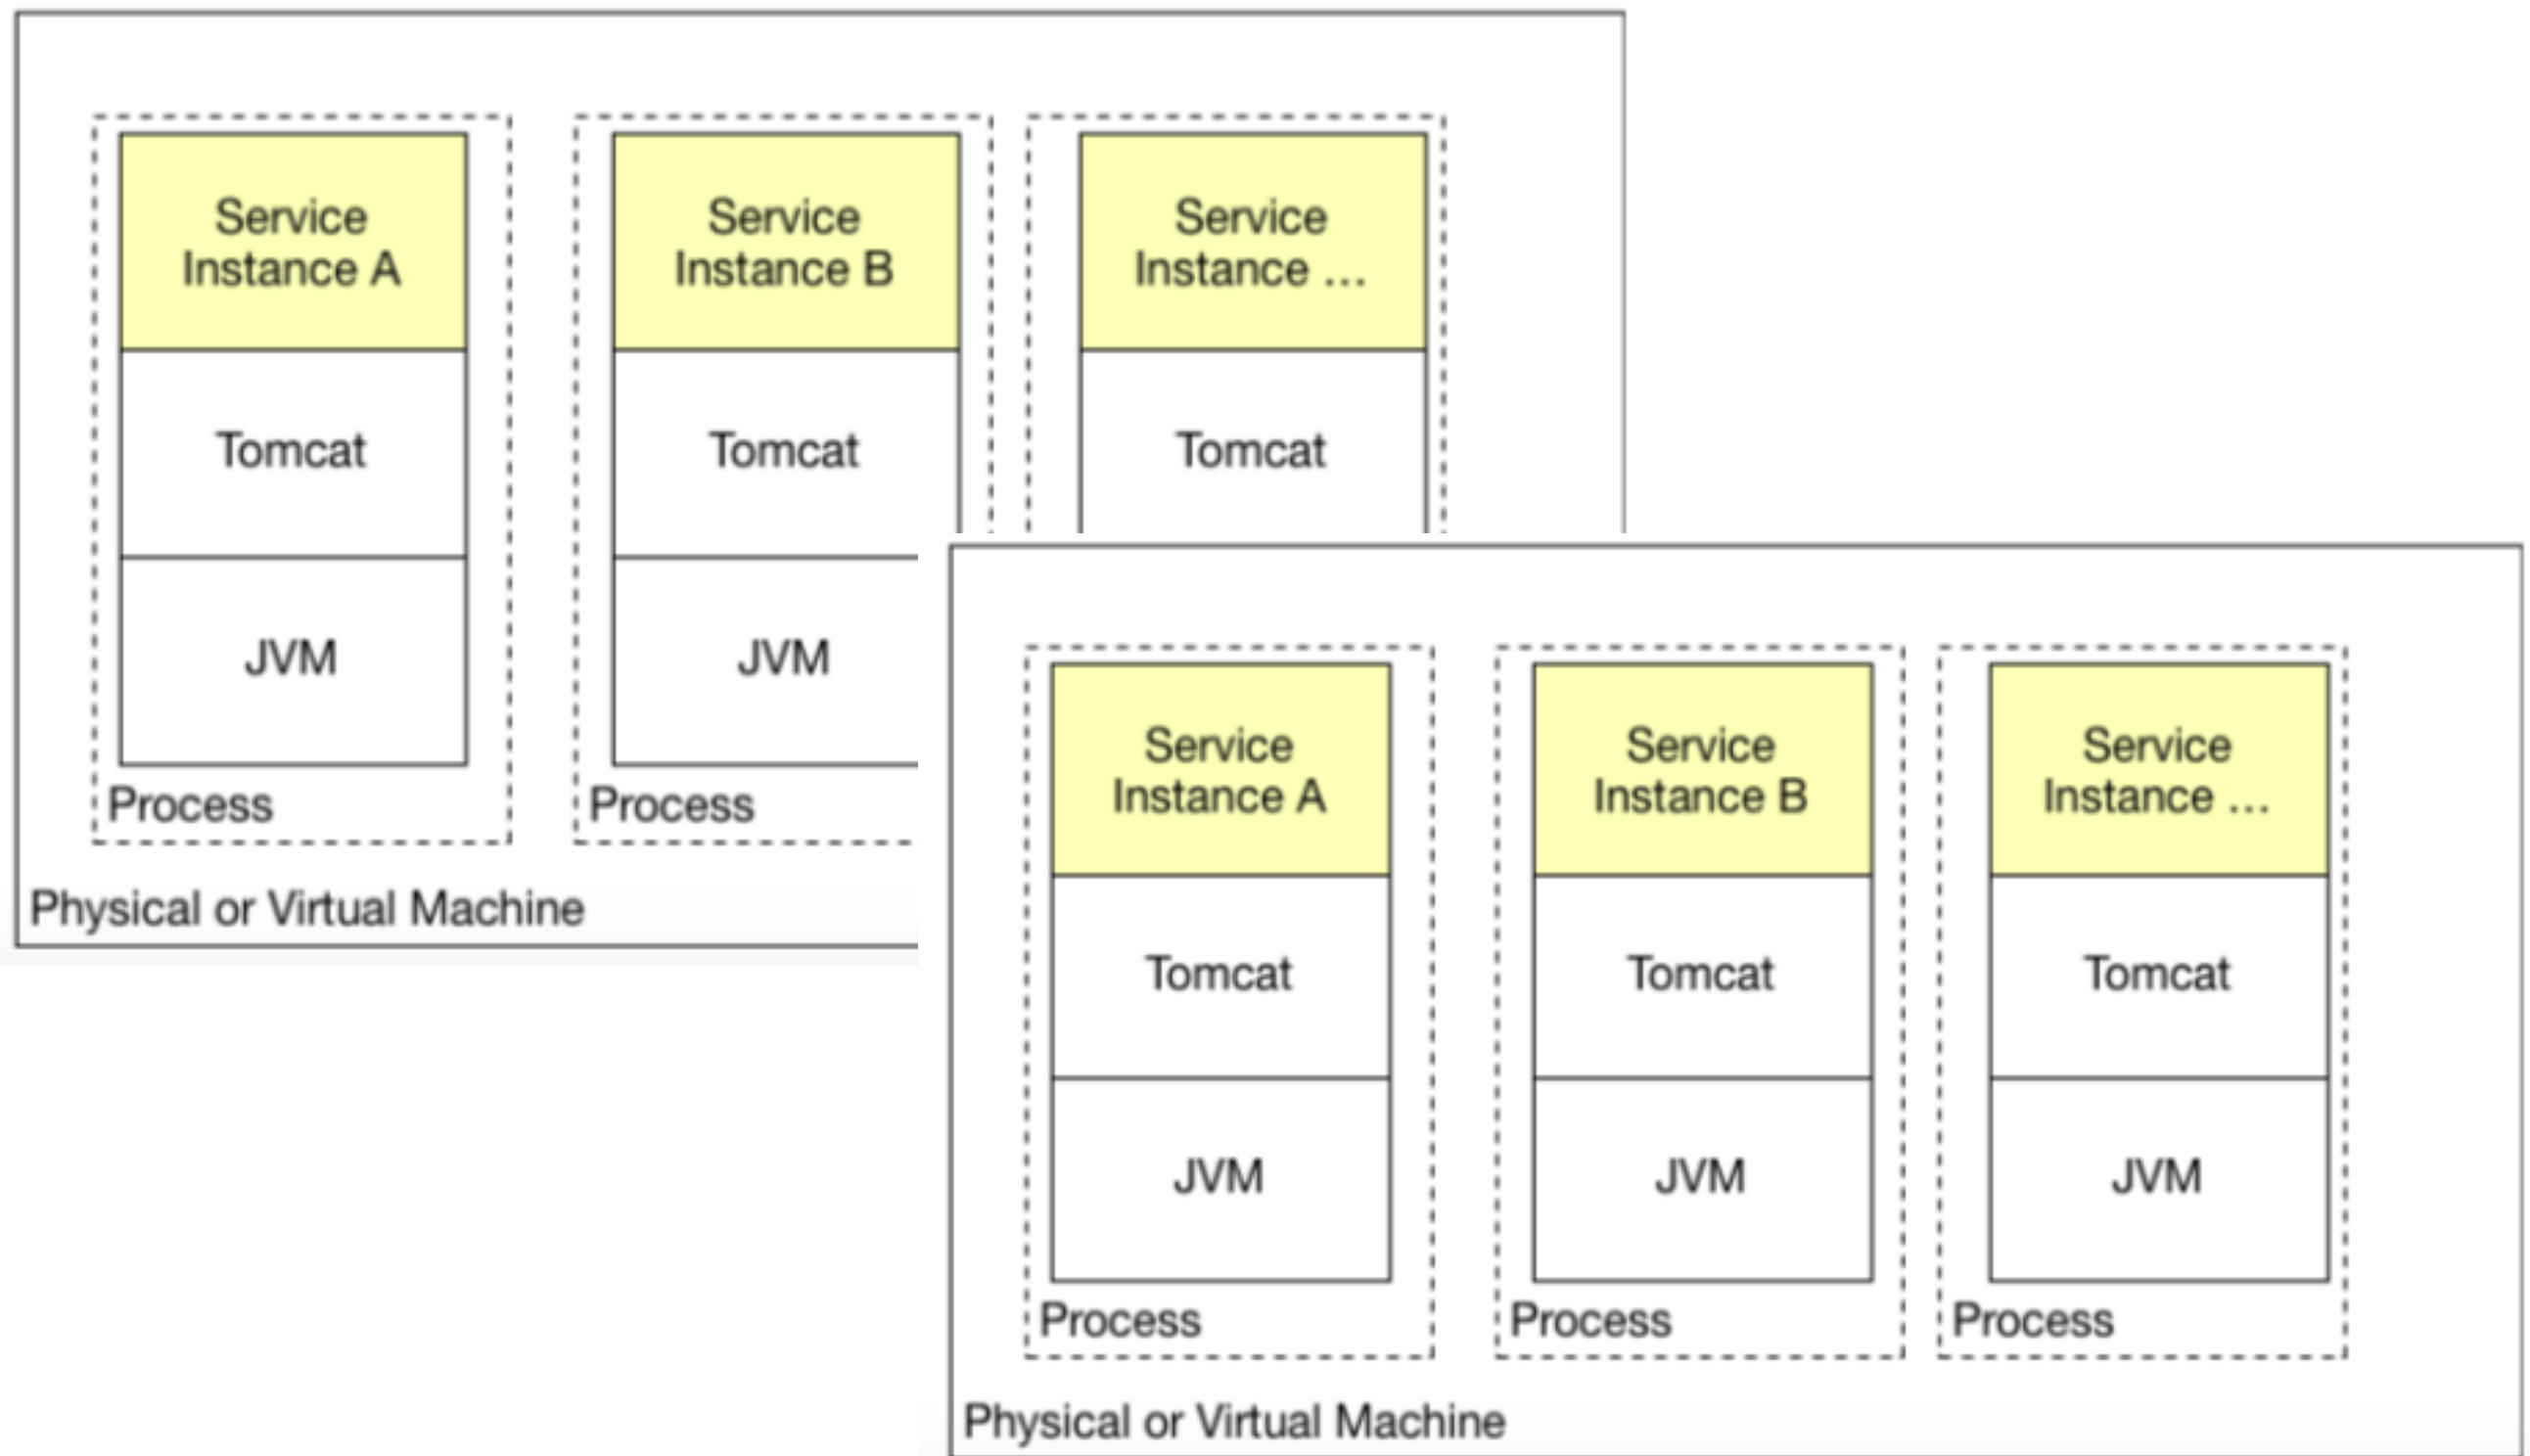 Service
Instance A
Tomcat
JVM
Process
Service
Instance B
Tomcat
JVM
Process
Service
Instance ...
Tomcat
Physical or Virtual Machine
Service
Instance A
Tomcat
JVM
Process
Service
Instance B
Tomcat
JVM
Process
Service
Instance ...
Tomcat
JVM
Process
Physical or Virtual Machine